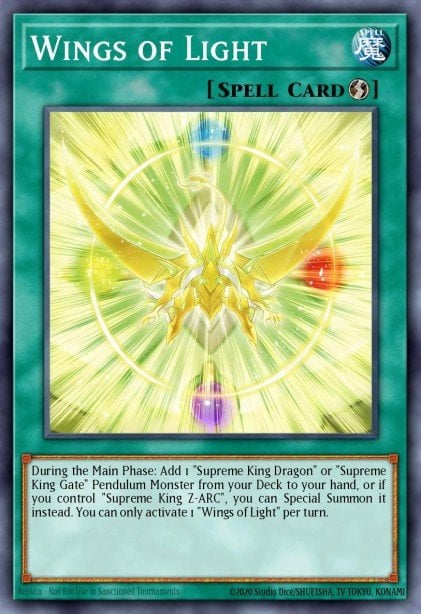 Wings of Light
SPELL
魔
[Spell Card]
During the Main Phase: Add 1 "Supreme King Dragon" or "Supreme
King Gate" Pendulum Monster from your Deck to your hand, or if
you control "Supreme King Z-ARC", you can Special Summon it
instead. You can only activate 1 "Wings of Light" per turn.
Replica - Not For Use in Sanctioned Tournaments
©2020 Studio Dice/SHUEISHA, TV TOKYO, KONAMI